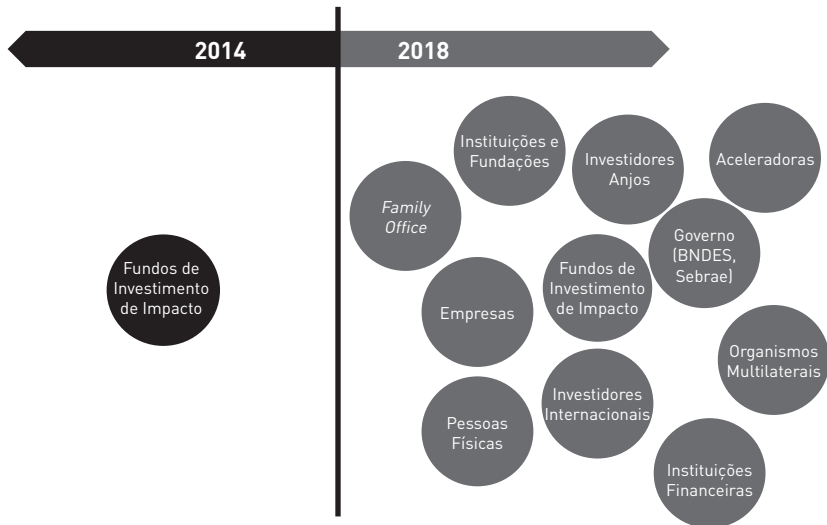 2014
2018
Fundos de
Investimento
de Impacto
Instituições e
Fundações
Investidores
Anjos
Aceleradoras
Family
Office
Governo
(BNDES,
Sebrae)
Empresas
Fundos de
Investimento
de Impacto
Organismos
Multilaterais
Pessoas
Físicas
Investidores
Internacionais
Instituições
Financeiras